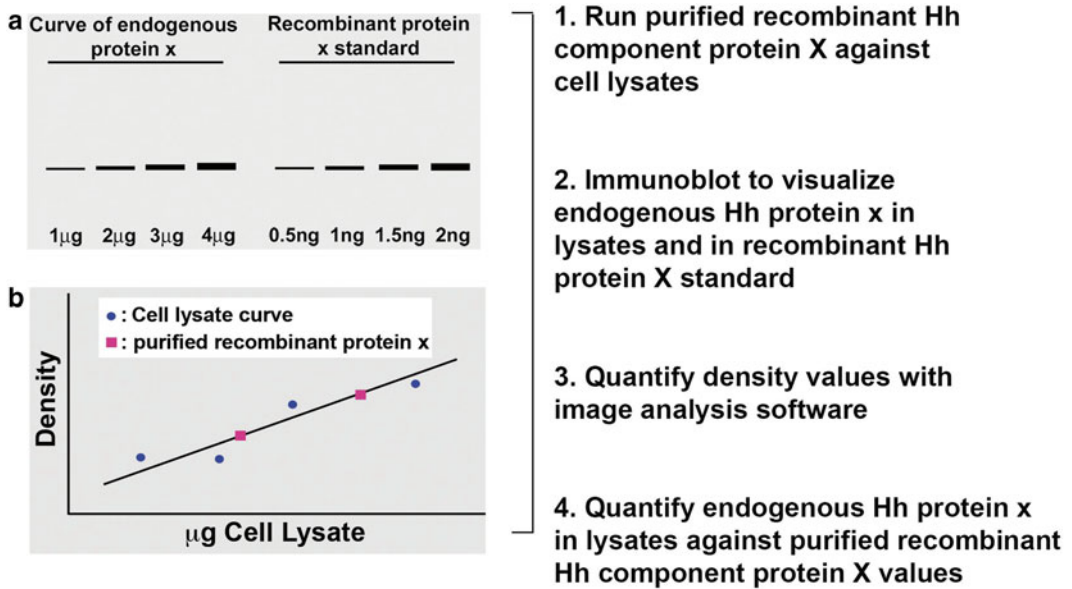 a
Curve of endogenous
protein x
Recombinant protein
x standard
1μg 2μg 3μg 4μg
0.5ng 1ng 1.5ng 2ng
b
: Cell lysate curve
: purified recombinant protein x
Density
μg Cell Lysate
1. Run purified recombinant Hh
component protein X against
cell lysates
2. Immunoblot to visualize
endogenous Hh protein x in
lysates and in recombinant Hh
protein X standard
3. Quantify density values with
image analysis software
4. Quantify endogenous Hh protein x
in lysates against purified recombinant
Hh component protein X values